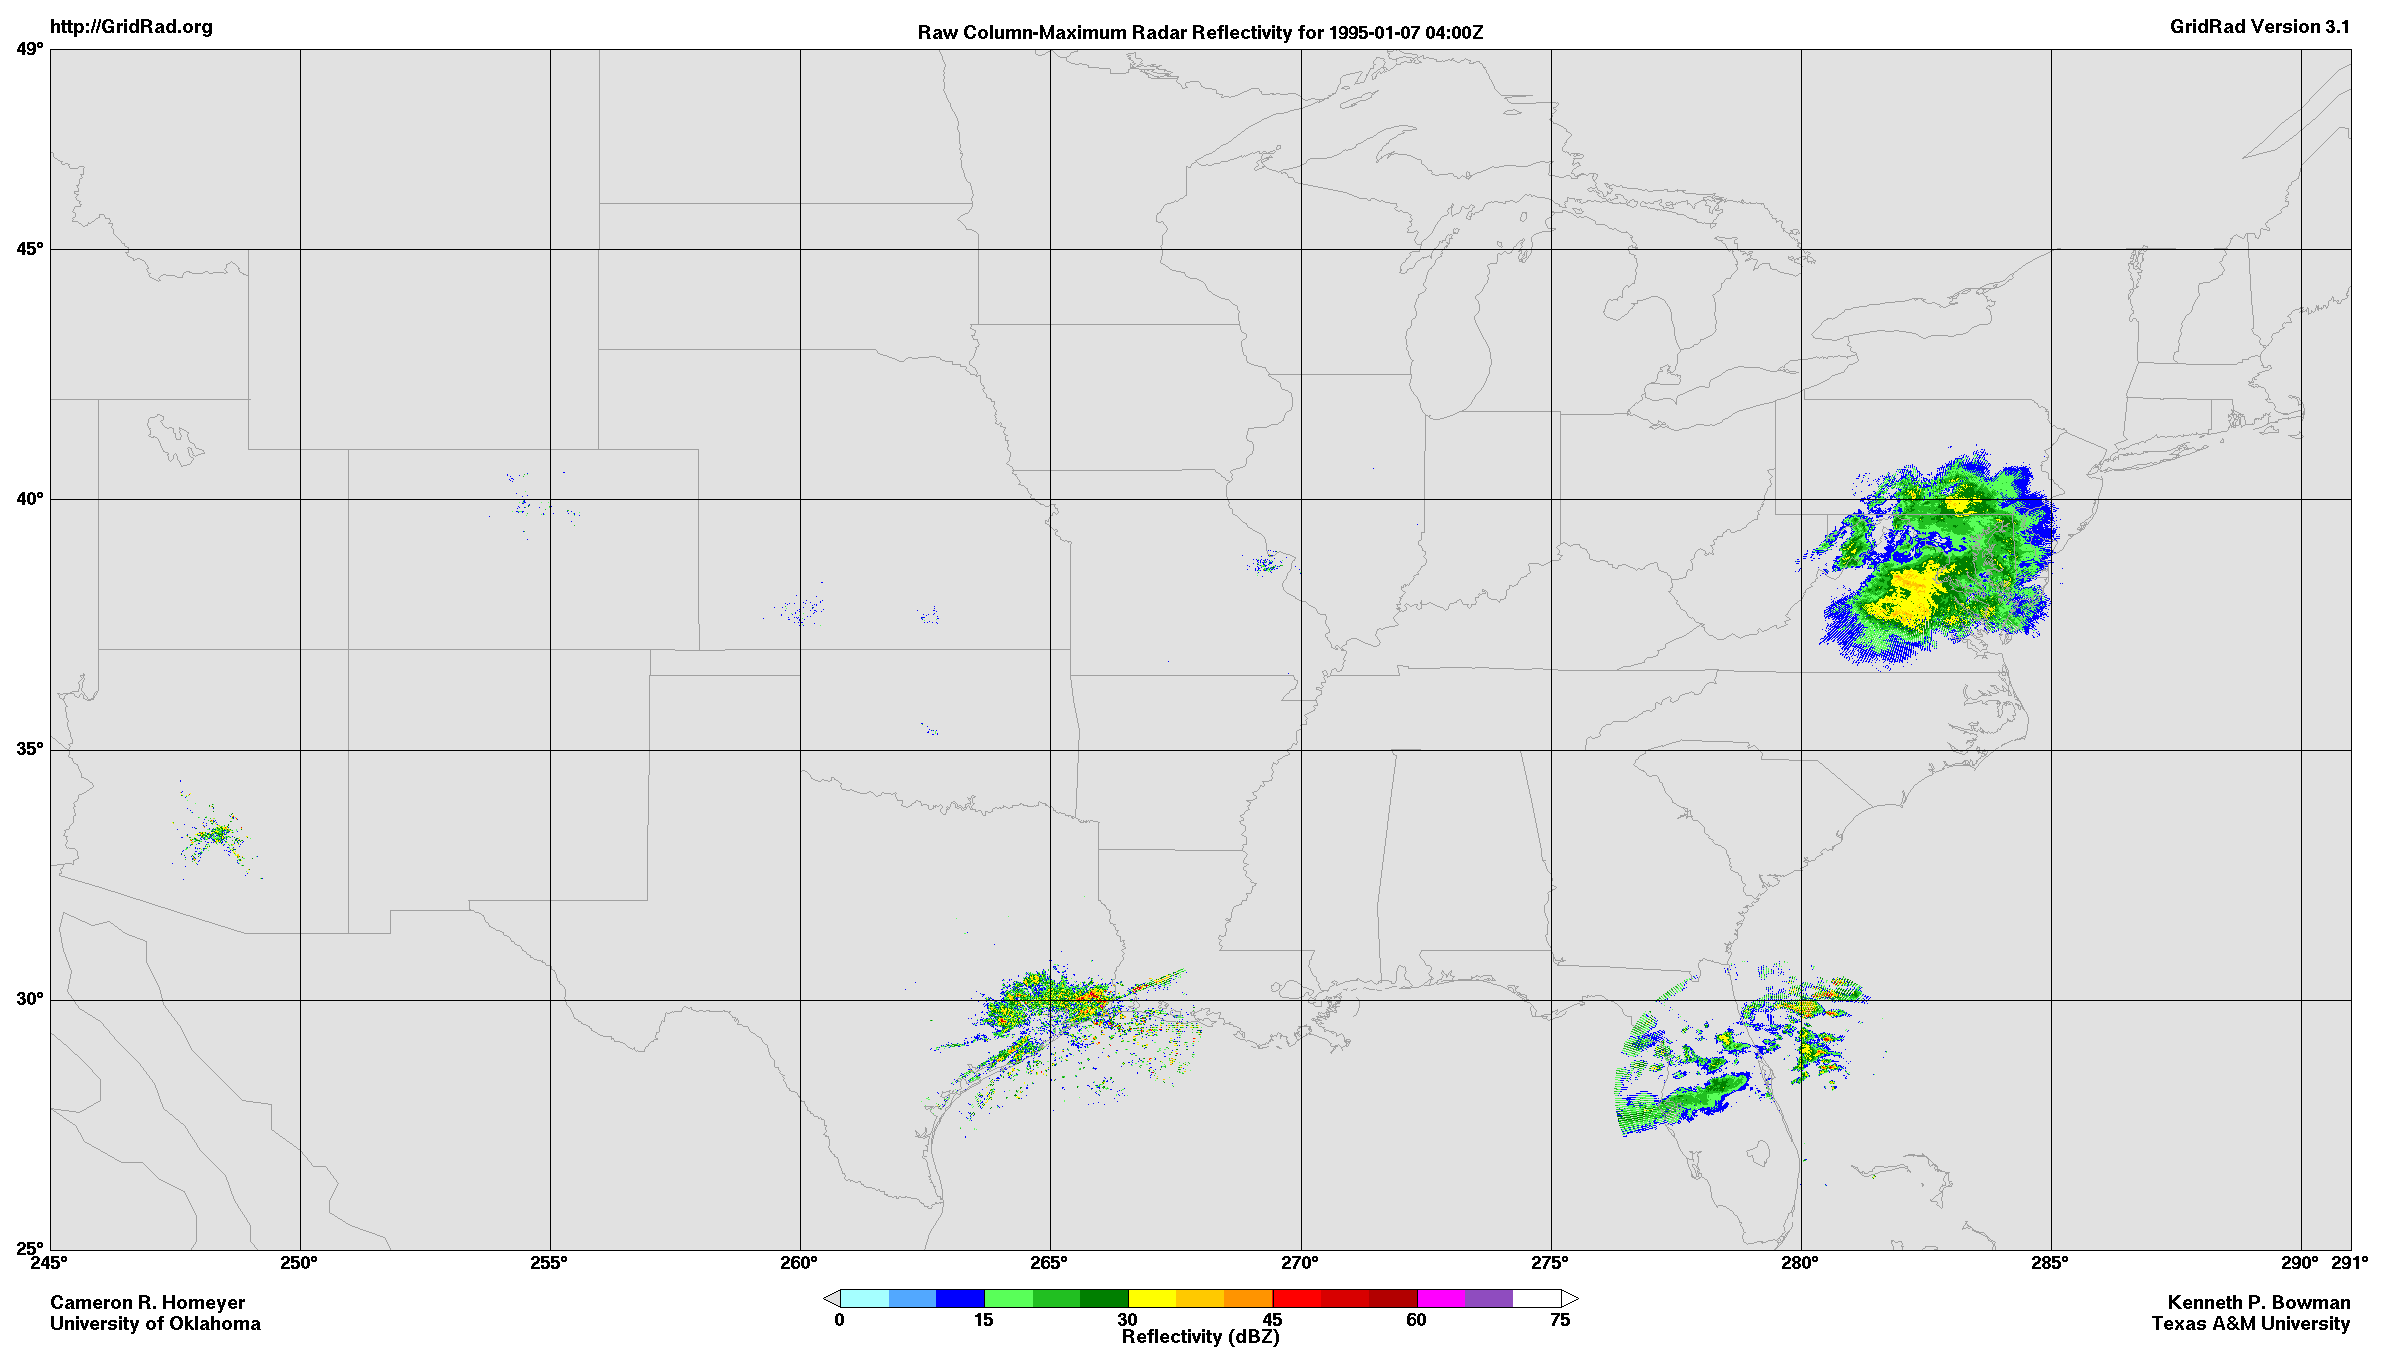 http://GridRad.org
Raw Column-Maximum Radar Reflectivity for 1995-01-07 04:00Z
GridRad Version 3.1
49°
45°
40°
35°
30°
25°
245°
250°
255°
260°
265°
270°
275°
280°
285°
290°
291°
0
15
30
45
60
75
Reflectivity (dBZ)
Cameron R. Homeyer
University of Oklahoma
Kenneth P. Bowman
Texas A&M University